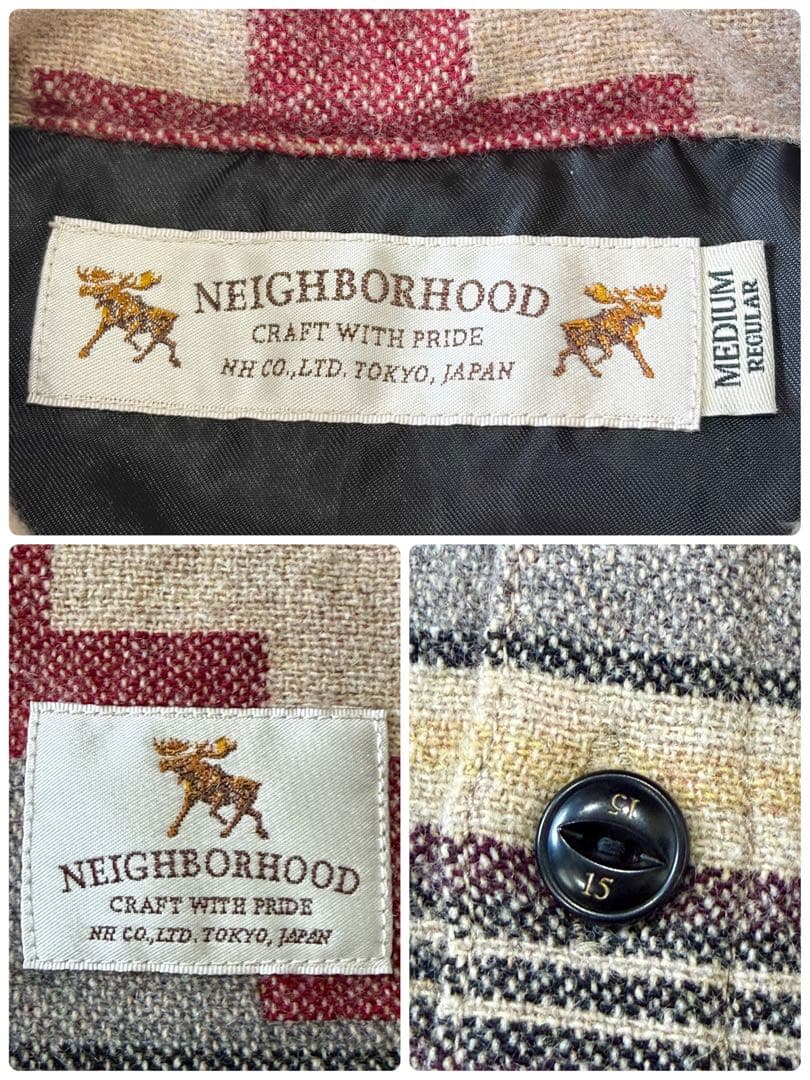 NEIGHBORHOOD
CRAFT WITH PRIDE
NH CO.,LTD. TOKYO, JAPAN
MEDIUM
REGULAR
NEIGHBORHOOD
CRAFT WITH PRIDE
NH CO.,LTD. TOKYO, JAPAN
15
15